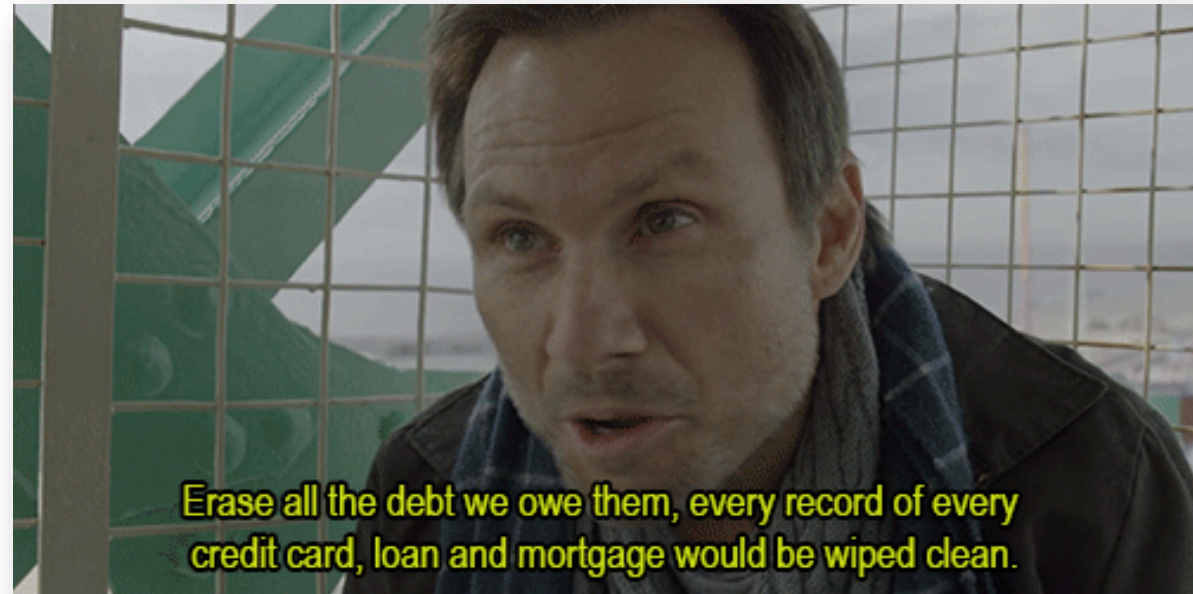 Erase all the debt we owe them, every record of every
credit card, loan and mortgage would be wiped clean.